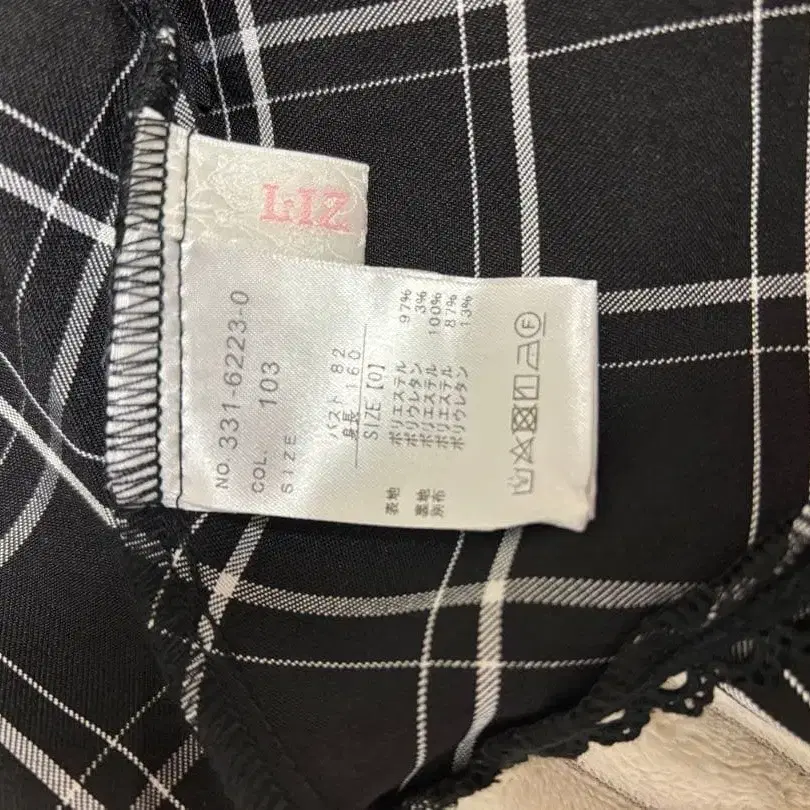 LIZ
NO. 331-6223-0
COL. 103
SIZE
バスト 82
身長 160
SIZE [0]
表地 ポリエステル 97%
ポリウレタン 3%
裏地 ポリエステル 100%
別布 ポリエステル 87%
ポリウレタン 13%
F